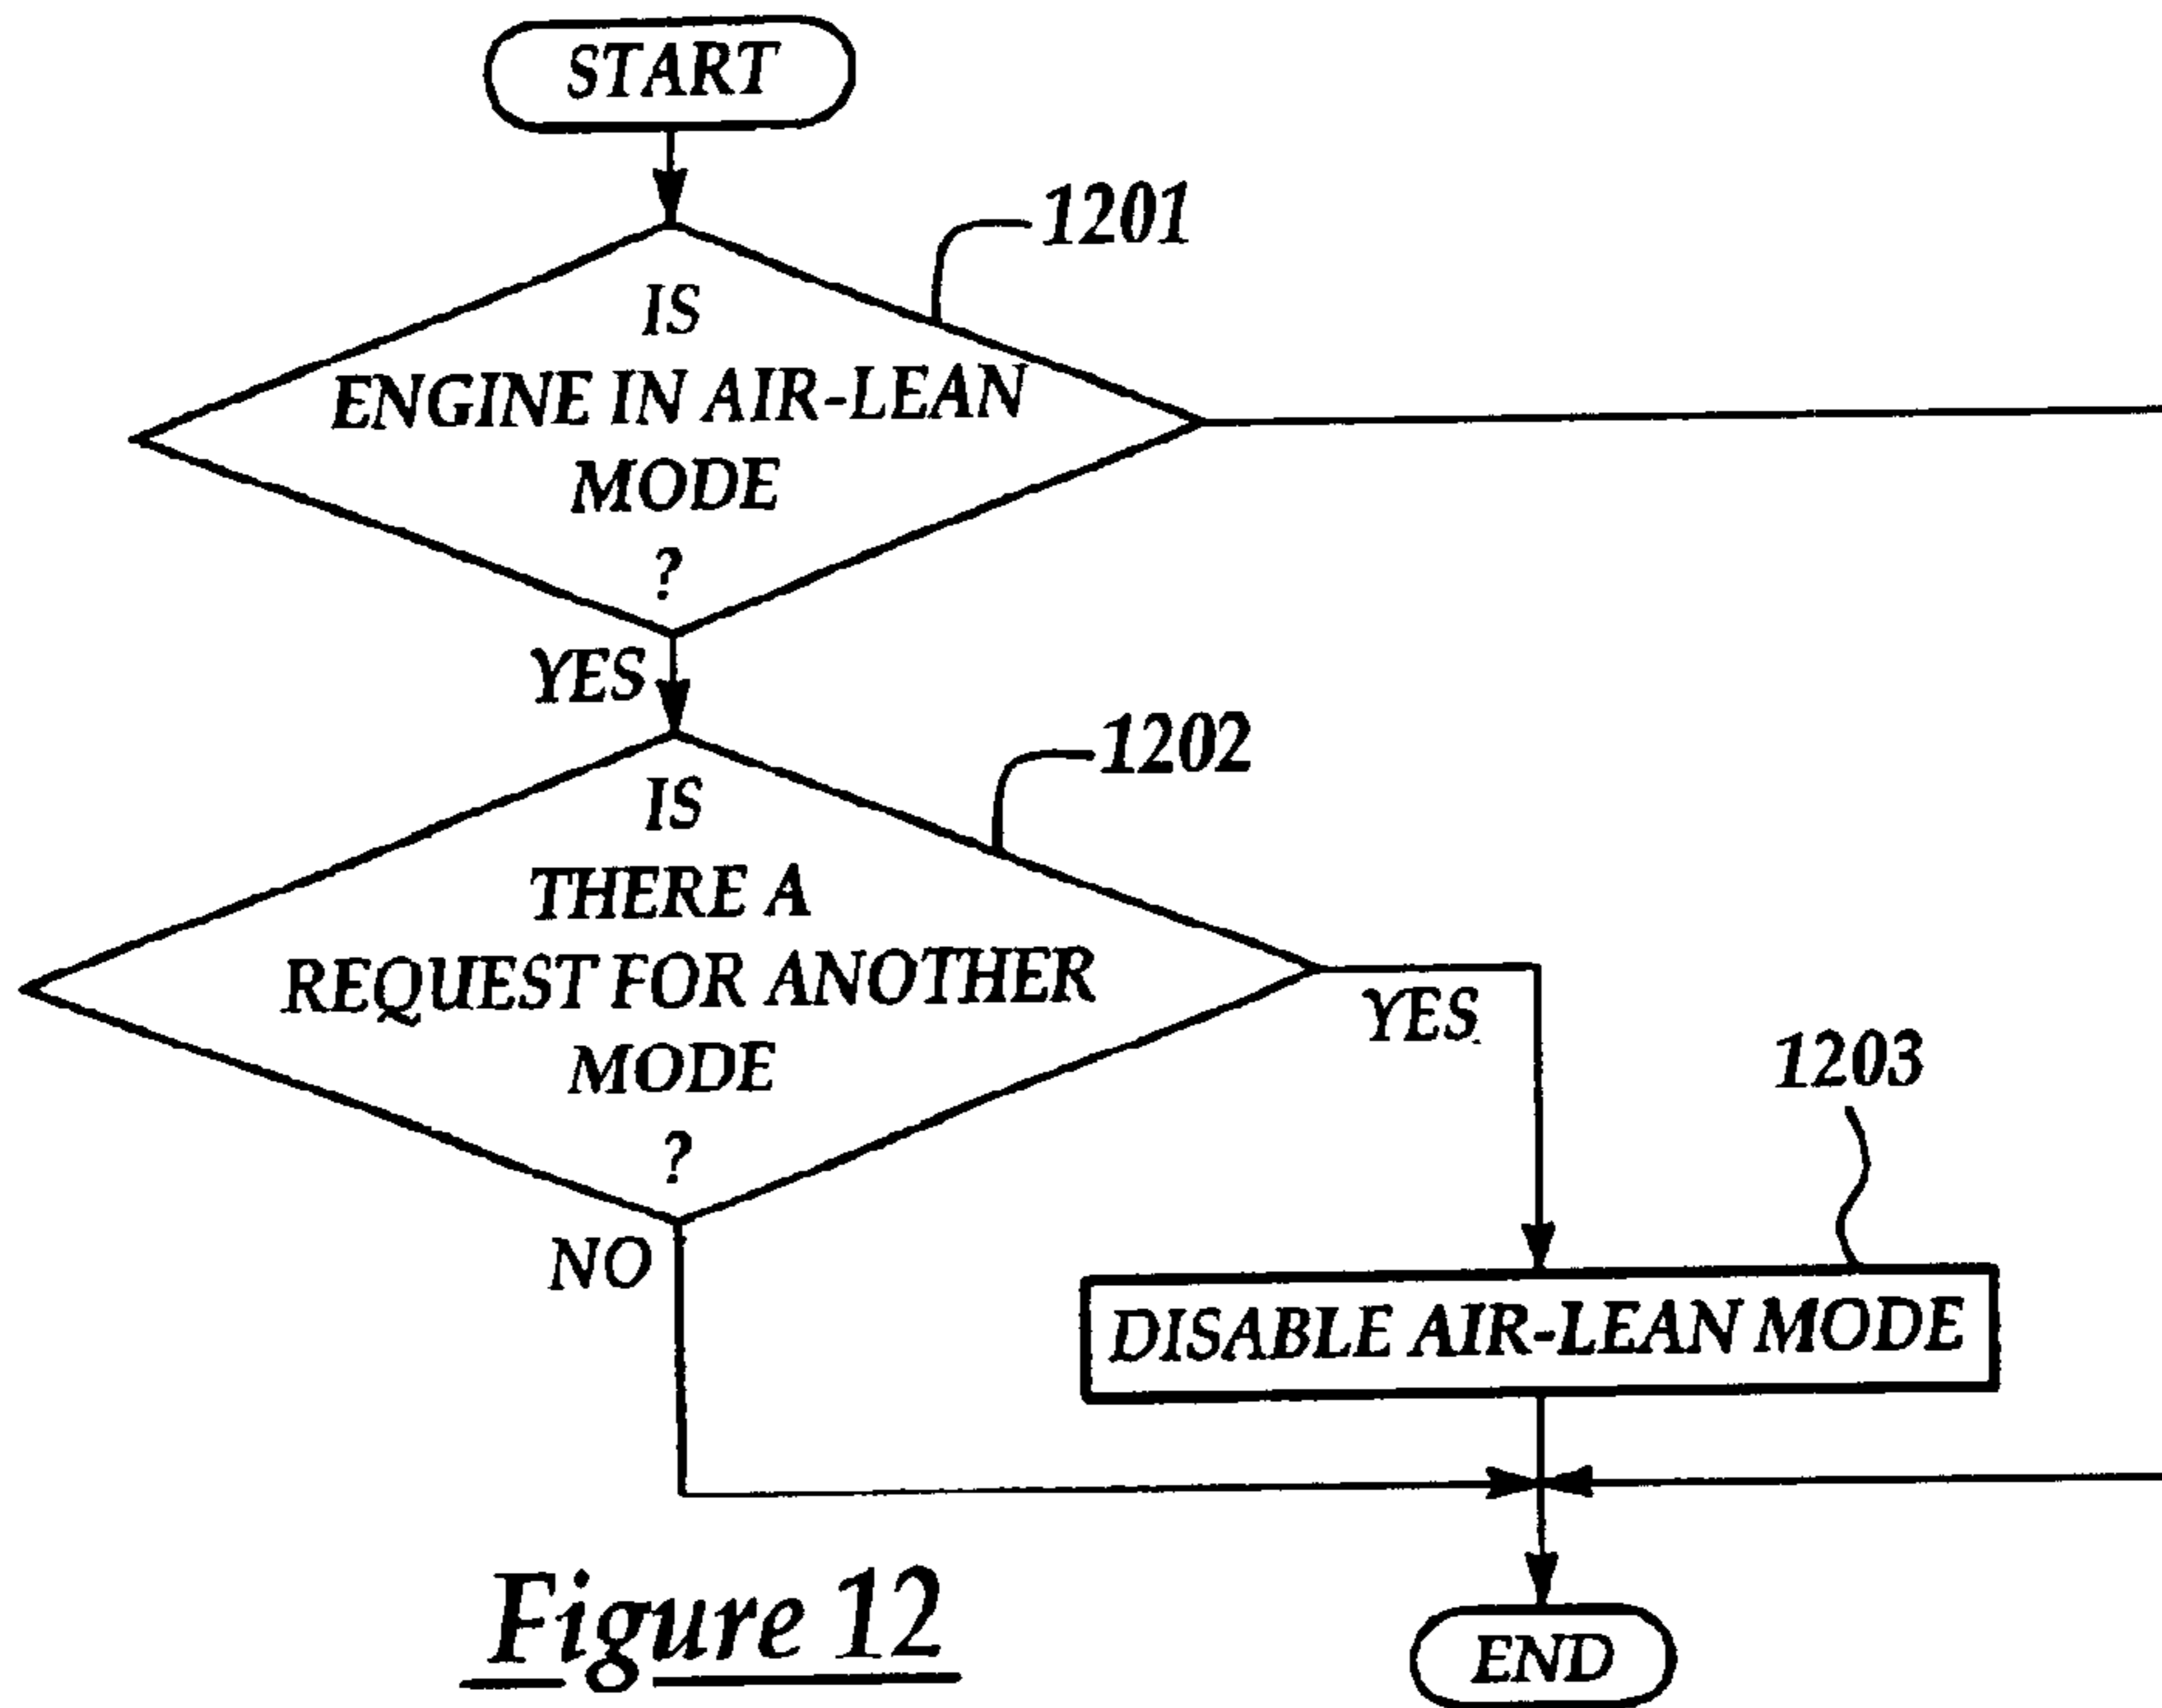 START
1201
IS
ENGINE IN AIR-LEAN
MODE
?
YES
1202
IS
THERE A
REQUEST FOR ANOTHER
MODE
?
YES
1203
NO
DISABLE AIR-LEAN MODE
Figure 12
END